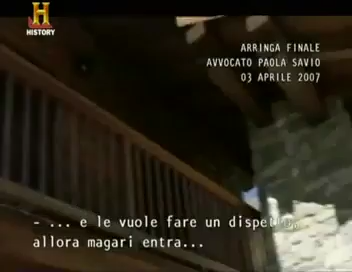 H
HISTORY
ARRINGA FINALE
AVVOCATO PAOLA SAVIO
03 APRILE 2007
- ... e le vuole fare un dispetto,
allora magari entra...